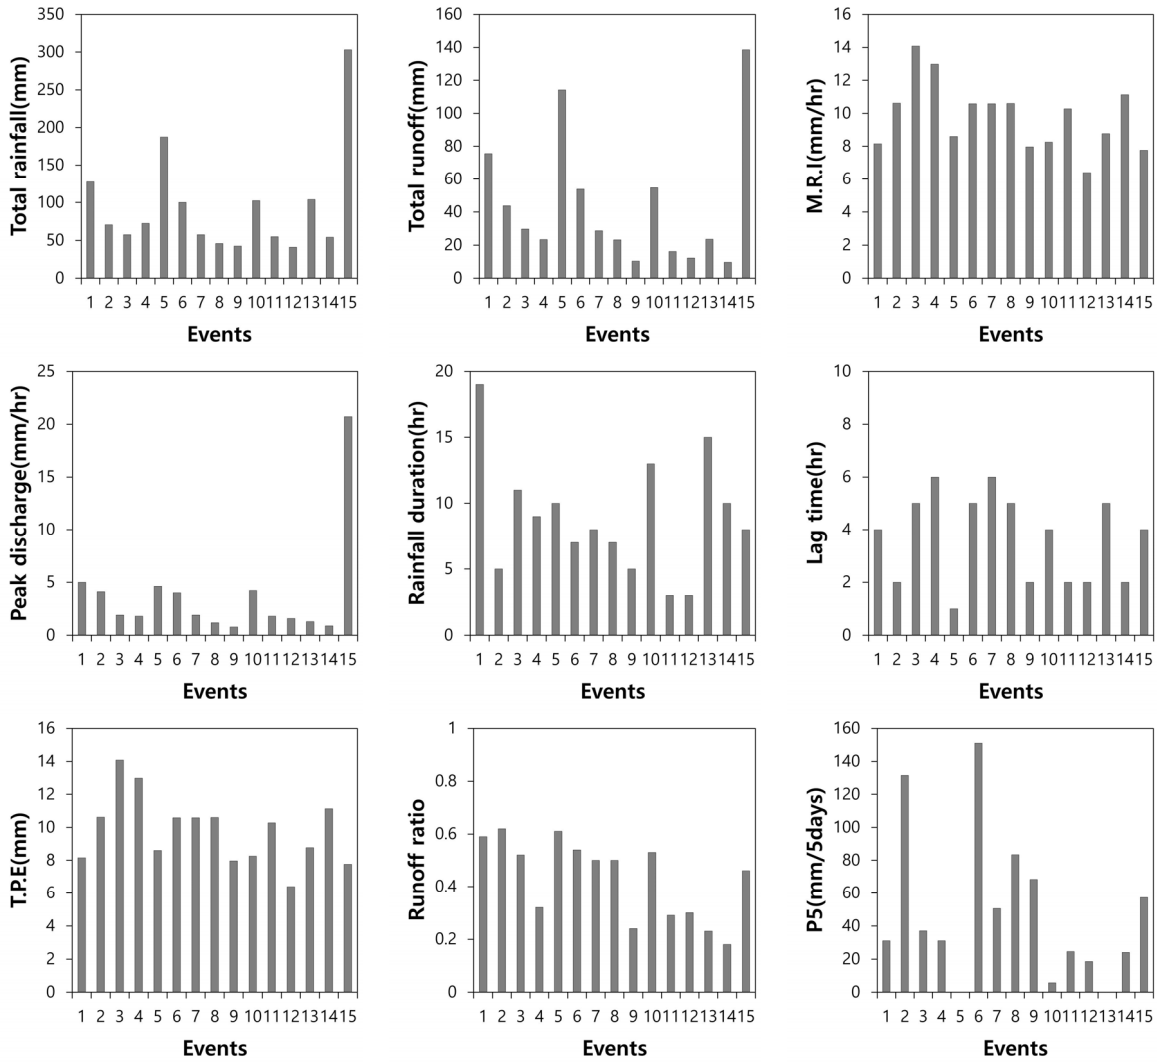 Total rainfall(mm)
350
300
250
200
150
100
50
0
1 2 3 4 5 6 7 8 9 10 11 12 13 14 15
Events
Total runoff(mm)
160
140
120
100
80
60
40
20
0
1 2 3 4 5 6 7 8 9 10 11 12 13 14 15
Events
M.R.I(mm/hr)
16
14
12
10
8
6
4
2
0
1 2 3 4 5 6 7 8 9 10 11 12 13 14 15
Events
Peak discharge(mm/hr)
25
20
15
10
5
0
1 2 3 4 5 6 7 8 9 10 11 12 13 14 15
Events
Rainfall duration(hr)
20
15
10
5
0
1 2 3 4 5 6 7 8 9 10 11 12 13 14 15
Events
Lag time(hr)
10
8
6
4
2
0
1 2 3 4 5 6 7 8 9 10 11 12 13 14 15
Events
T.P.E(mm)
16
14
12
10
8
6
4
2
0
1 2 3 4 5 6 7 8 9 10 11 12 13 14 15
Events
Runoff ratio
1
0.8
0.6
0.4
0.2
0
1 2 3 4 5 6 7 8 9 10 11 12 13 14 15
Events
P5(mm/5days)
160
140
120
100
80
60
40
20
0
1 2 3 4 5 6 7 8 9 10 11 12 13 14 15
Events